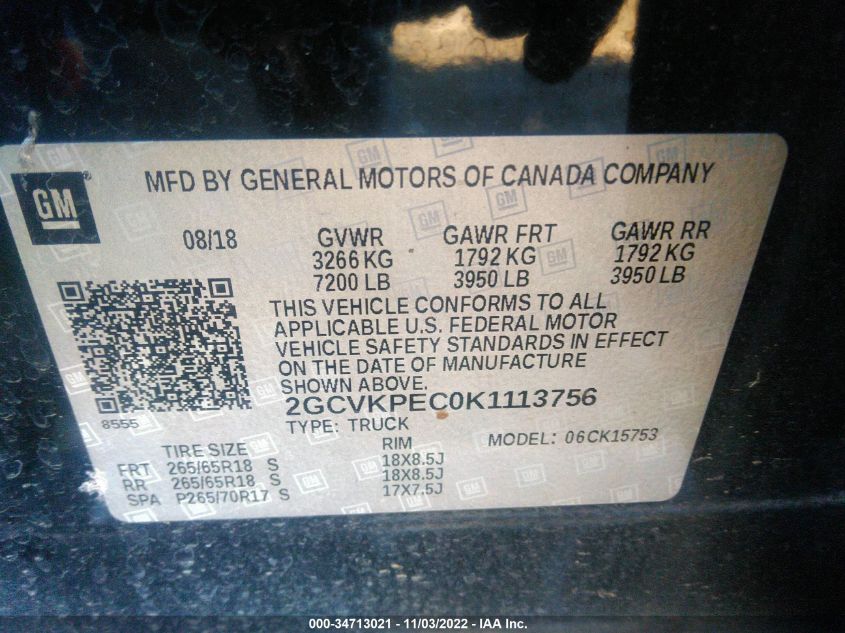 MFD BY GENERAL MOTORS OF CANADA COMPANY
GM
08/18 GVWR GAWR FRT GAWR RR
3266 KG 1792 KG 1792 KG
7200 LB 3950 LB 3950 LB
THIS VEHICLE CONFORMS TO ALL
APPLICABLE U.S. FEDERAL MOTOR
VEHICLE SAFETY STANDARDS IN EFFECT
ON THE DATE OF MANUFACTURE
SHOWN ABOVE.
8555
2GCVKPEC0K1113756
TYPE: TRUCK
MODEL: 06CK15753
TIRE SIZE RIM
FRT 265/65R18 S 18X8.5J
RR 265/65R18 S 18X8.5J
SPA P265/70R17 S 17X7.5J
000-34713021 - 11/03/2022 - IAA Inc.